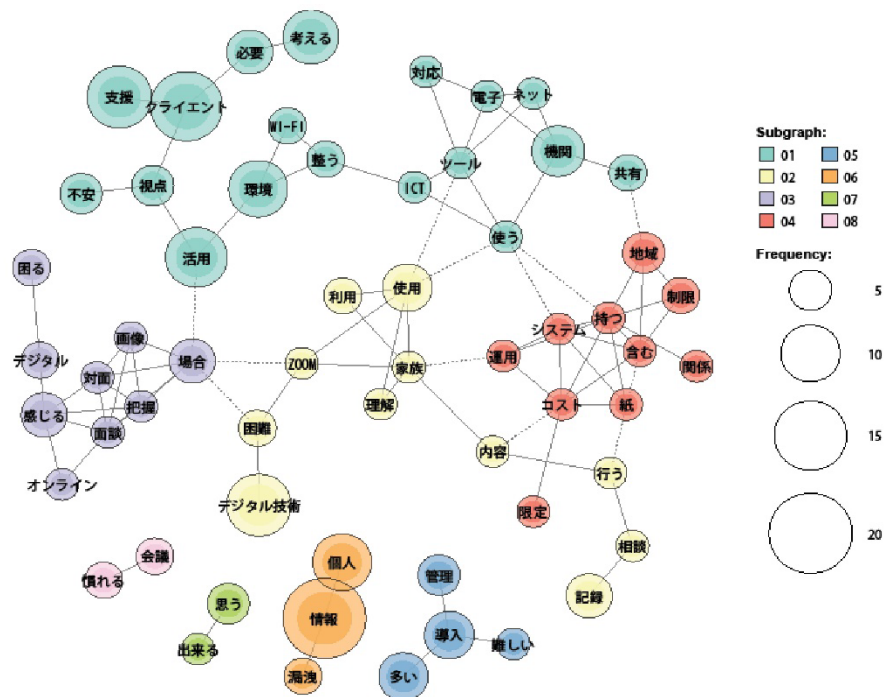 考える
必要
支援
クライエント
対応
電子
ネット
WI-FI
整う
ツール
機関
不安
視点
環境
ICT
共有
活用
使う
困る
地域
利用
使用
制限
画像
システム
持つ
デジタル
場合
ZOOM
家族
運用
含む
関係
対面
感じる
把握
理解
コスト
紙
面談
困難
内容
行う
オンライン
デジタル技術
限定
会議
慣れる
相談
個人
管理
記録
思う
情報
導入
難しい
出来る
漏洩
多い
Subgraph:
01
05
02
06
03
07
04
08
Frequency:
5
10
15
20